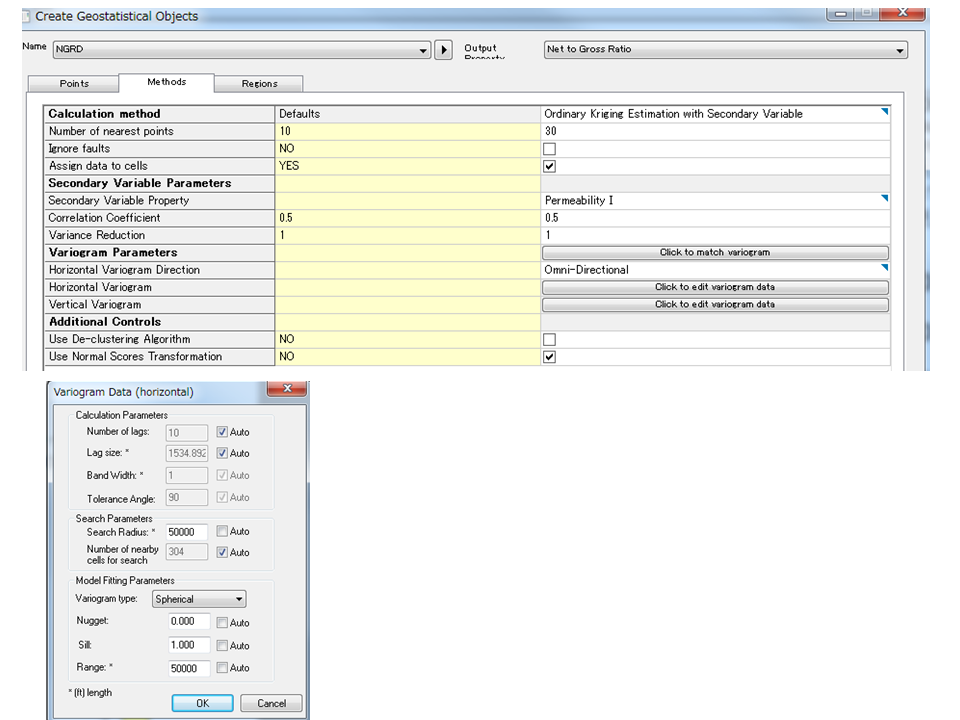 Create Geostatistical Objects
Name NGRD Output Property Net to Gross Ratio
Points Methods Regions
Calculation method Defaults Ordinary Kriging Estimation with Secondary Variable
Number of nearest points 10 30
Ignore faults NO
Assign data to cells YES
Secondary Variable Parameters
Secondary Variable Property Permeability I
Correlation Coefficient 0.5 0.5
Variance Reduction 1 1
Variogram Parameters Click to match variogram
Horizontal Variogram Direction Omni-Directional
Horizontal Variogram Click to edit variogram data
Vertical Variogram Click to edit variogram data
Additional Controls
Use De-clustering Algorithm NO
Use Normal Scores Transformation NO
Variogram Data (horizontal)
Calculation Parameters
Number of lags: 10 Auto
Lag size: * 1534.892 Auto
Band Width: * 1 Auto
Tolerance Angle: 90 Auto
Search Parameters
Search Radius: * 50000 Auto
Number of nearby
cells for search 304 Auto
Model Fitting Parameters
Variogram type: Spherical
Nugget: 0.000 Auto
Sill: 1.000 Auto
Range: * 50000 Auto
* (ft) length
OK Cancel